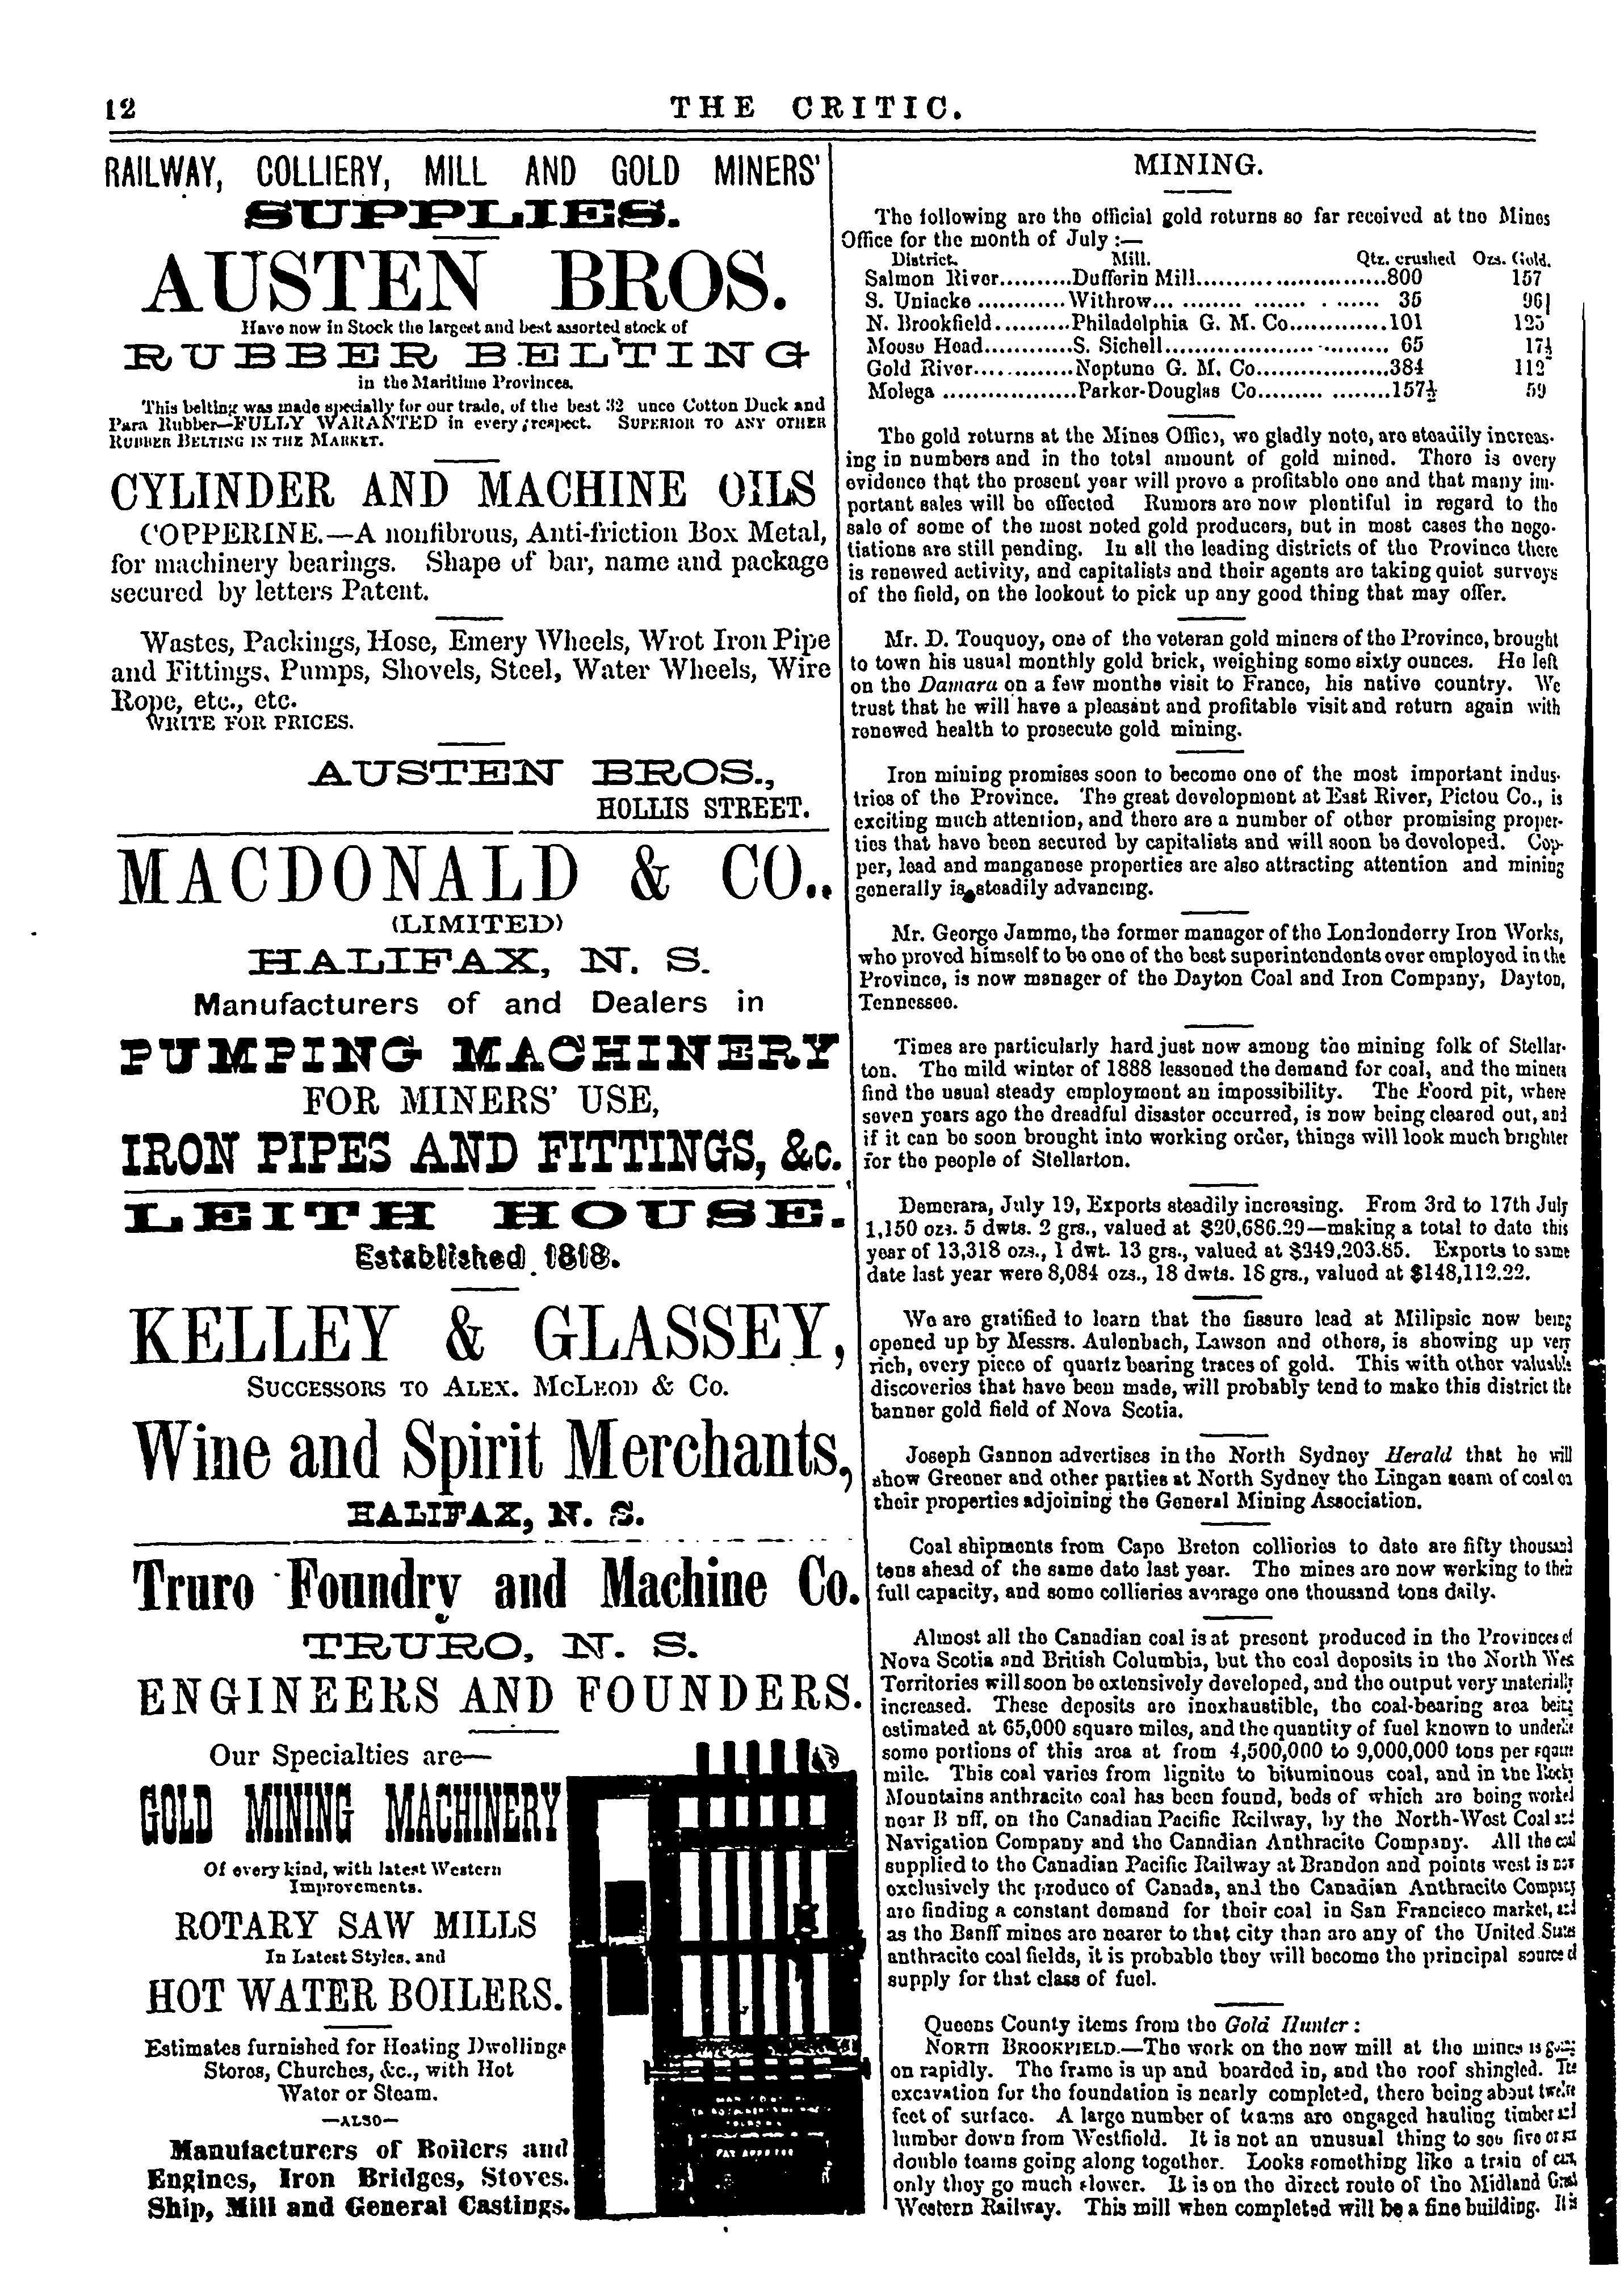 12
THE CRITIC.
RAILWAY, COLLIERY, MILL AND GOLD MINERS'
SUPPLIES.
AUSTEN BROS.
Have now in Stock the largest and best assorted stock of
RUBBER BELTING
in the Maritime Provinces.
This belting was made specially for our trade, of the best 32 unce Cotton Duck and
Para Rubber—FULLY WARANTED in every respect. SUPERIOR TO ANY OTHER
RUBBER BELTING IN THE MARKET.
CYLINDER AND MACHINE OILS
COPPERINE.—A nonfibrous, Anti-friction Box Metal,
for machinery bearings. Shape of bar, name and package
secured by letters Patent.
Wastes, Packings, Hose, Emery Wheels, Wrot Iron Pipe
and Fittings, Pumps, Shovels, Steel, Water Wheels, Wire
Rope, etc., etc.
WRITE FOR PRICES.
AUSTEN BROS.,
HOLLIS STREET.
MACDONALD & CO.,
(LIMITED)
HALIFAX, N. S.
Manufacturers of and Dealers in
PUMPING MACHINERY
FOR MINERS' USE,
IRON PIPES AND FITTINGS, &c.
LEITH HOUSE.
Established 1818.
KELLEY & GLASSEY,
SUCCESSORS TO ALEX. MCLEOD & CO.
Wine and Spirit Merchants,
HALIFAX, N. S.
Truro Foundry and Machine Co.
TRURO, N. S.
ENGINEERS AND FOUNDERS.
Our Specialties are—
GOLD MINING MACHINERY
Of every kind, with latest Western
Improvements.
ROTARY SAW MILLS
In Latest Styles, and
HOT WATER BOILERS.
Estimates furnished for Heating Dwellings
Stores, Churches, &c., with Hot
Water or Steam.
—ALSO—
Manufacturers of Boilers and
Engines, Iron Bridges, Stoves.
Ship, Mill and General Castings.
MINING.
The following are the official gold returns so far received at the Mines
Office for the month of July :—
District. Mill. Qtz. crushed Ozs. Gold.
Salmon River..........Dufferin Mill..........................800 157
S. Uniacke ............Withrow... ........ ....... . ...... 35 96
N. Brookfield..........Philadelphia G. M. Co.............101 125
Moose Head............S. Sichell......................... 65 17½
Gold River............Neptune G. M. Co..................384 112
Molega ..................Parker-Douglas Co......... .........157½ 59
The gold returns at the Mines Office, we gladly note, are steadily increas-
ing in numbers and in the total amount of gold mined. There is every
evidence that the present year will prove a profitable one and that many im-
portant sales will be effected Rumors are now plentiful in regard to the
sale of some of the most noted gold producers, but in most cases the nego-
tiations are still pending. In all the leading districts of the Province there
is renewed activity, and capitalists and their agents are taking quiet surveys
of the field, on the lookout to pick up any good thing that may offer.
Mr. D. Touquoy, one of the veteran gold miners of the Province, brought
to town his usual monthly gold brick, weighing some sixty ounces. He left
on the Damara on a few months visit to France, his native country. We
trust that he will have a pleasant and profitable visit and return again with
renewed health to prosecute gold mining.
Iron mining promises soon to become one of the most important indus-
tries of the Province. The great development at East River, Pictou Co., is
exciting much attention, and there are a number of other promising proper-
ties that have been secured by capitalists and will soon be developed. Cop-
per, lead and manganese properties are also attracting attention and mining
generally is steadily advancing.
Mr. George Jamme, the former manager of the Londonderry Iron Works,
who proved himself to be one of the best superintendents ever employed in the
Province, is now manager of the Dayton Coal and Iron Company, Dayton,
Tennessee.
Times are particularly hard just now among the mining folk of Stellar-
ton. The mild winter of 1888 lessened the demand for coal, and the miners
find the usual steady employment an impossibility. The Foord pit, where
seven years ago the dreadful disaster occurred, is now being cleared out, and
if it can be soon brought into working order, things will look much brighter
for the people of Stellarton.
Demerara, July 19, Exports steadily increasing. From 3rd to 17th July
1,150 ozs. 5 dwts. 2 grs., valued at $20,686.29—making a total to date this
year of 13,318 ozs., 1 dwt. 13 grs., valued at $249,203.85. Exports to same
date last year were 8,084 ozs., 18 dwts. 18 grs., valued at $148,112.22.
We are gratified to learn that the fissure lead at Milipsic now being
opened up by Messrs. Aulenbach, Lawson and others, is showing up very
rich, every piece of quartz bearing traces of gold. This with other valuable
discoveries that have been made, will probably tend to make this district the
banner gold field of Nova Scotia.
Joseph Gannon advertises in the North Sydney Herald that he will
show Greener and other parties at North Sydney the Lingan seam of coal on
their properties adjoining the General Mining Association.
Coal shipments from Cape Breton collieries to date are fifty thousand
tons ahead of the same date last year. The mines are now working to their
full capacity, and some collieries average one thousand tons daily.
Almost all the Canadian coal is at present produced in the Provinces of
Nova Scotia and British Columbia, but the coal deposits in the North West
Territories will soon be extensively developed, and the output very materially
increased. These deposits are inexhaustible, the coal-bearing area being
estimated at 65,000 square miles, and the quantity of fuel known to underlie
some portions of this area at from 4,500,000 to 9,000,000 tons per square
mile. This coal varies from lignite to bituminous coal, and in the Rocky
Mountains anthracite coal has been found, beds of which are being worked
near B nff, on the Canadian Pacific Railway, by the North-West Coal and
Navigation Company and the Canadian Anthracite Company. All the coal
supplied to the Canadian Pacific Railway at Brandon and points west is now
exclusively the produce of Canada, and the Canadian Anthracite Company
are finding a constant demand for their coal in San Francisco market, and
as the Banff mines are nearer to that city than are any of the United States
anthracite coal fields, it is probable they will become the principal source of
supply for that class of fuel.
Queens County items from the Gold Hunter :
NORTH BROOKFIELD.—The work on the new mill at the mines is going
on rapidly. The frame is up and boarded in, and the roof shingled. The
excavation for the foundation is nearly completed, there being about twelve
feet of surface. A large number of teams are engaged hauling timber and
lumber down from Westfield. It is not an unusual thing to see five or six
double teams going along together. Looks something like a train of cars,
only they go much slower. It is on the direct route of the Midland Great
Western Railway. This mill when completed will be a fine building. It is